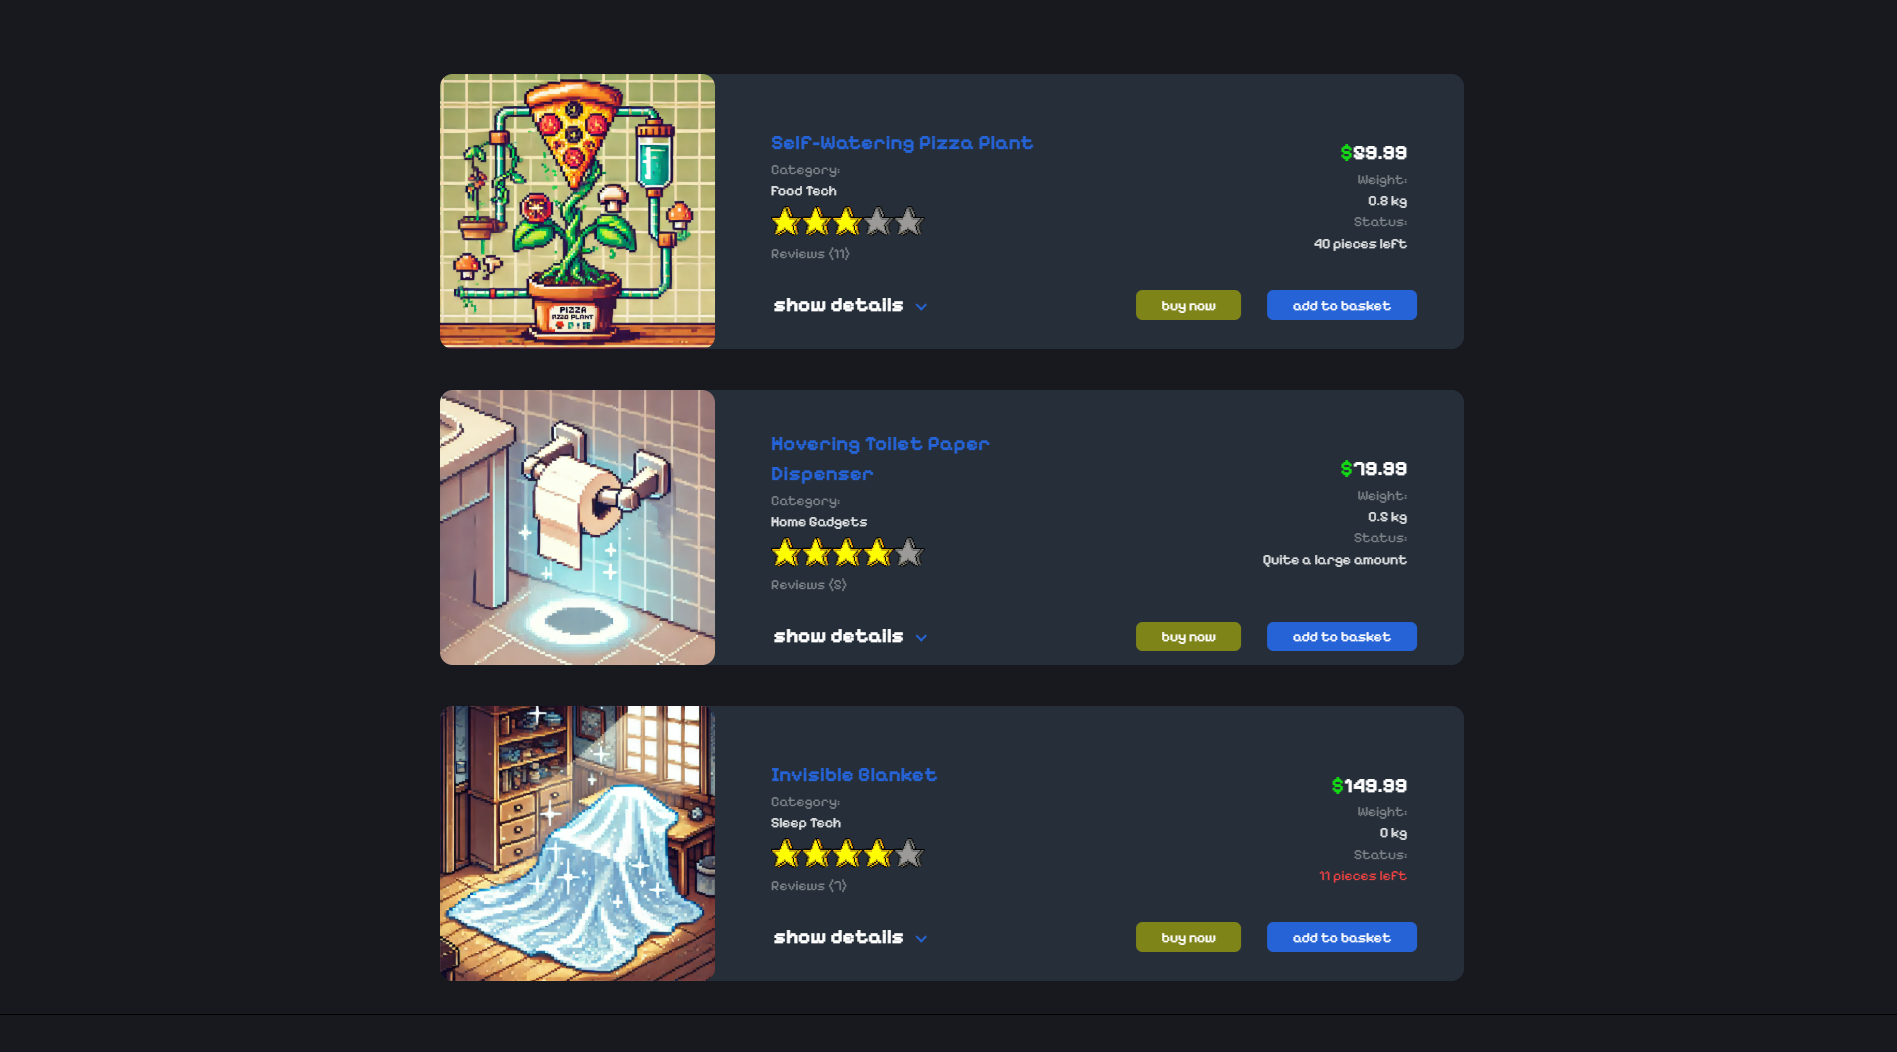 PIZZA
PIZZO PLANT
Self-Watering Pizza Plant
Category:
Food Tech
Reviews (11)
show details
$89.99
Weight:
0.8 kg
Status:
40 pieces left
buy now
add to basket
Hovering Toilet Paper
Dispenser
Category:
Home Gadgets
Reviews (5)
show details
$79.99
Weight:
0.5 kg
Status:
Quite a large amount
buy now
add to basket
Invisible Blanket
Category:
Sleep Tech
Reviews (7)
show details
$149.99
Weight:
0 kg
Status:
11 pieces left
buy now
add to basket